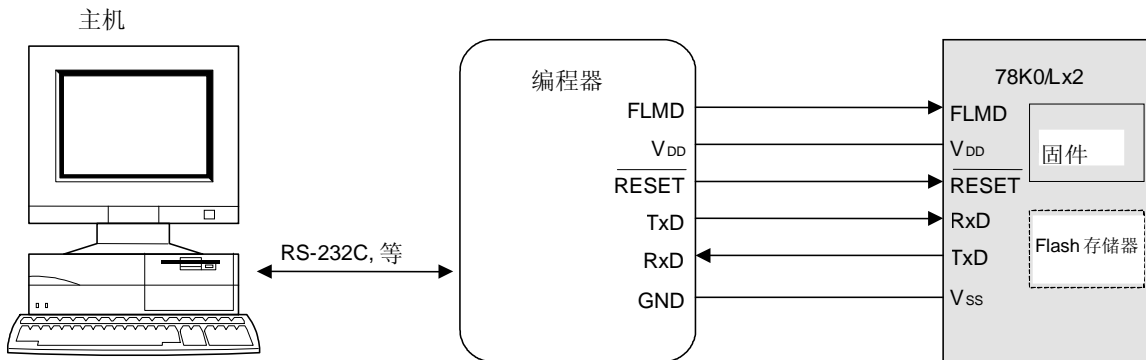 主机
编程器
78K0/Lx2
FLMD
FLMD
VDD
VDD
固件
RESET
RESET
TxD
RxD
Flash 存储器
RS-232C, 等
RxD
TxD
GND
VSS